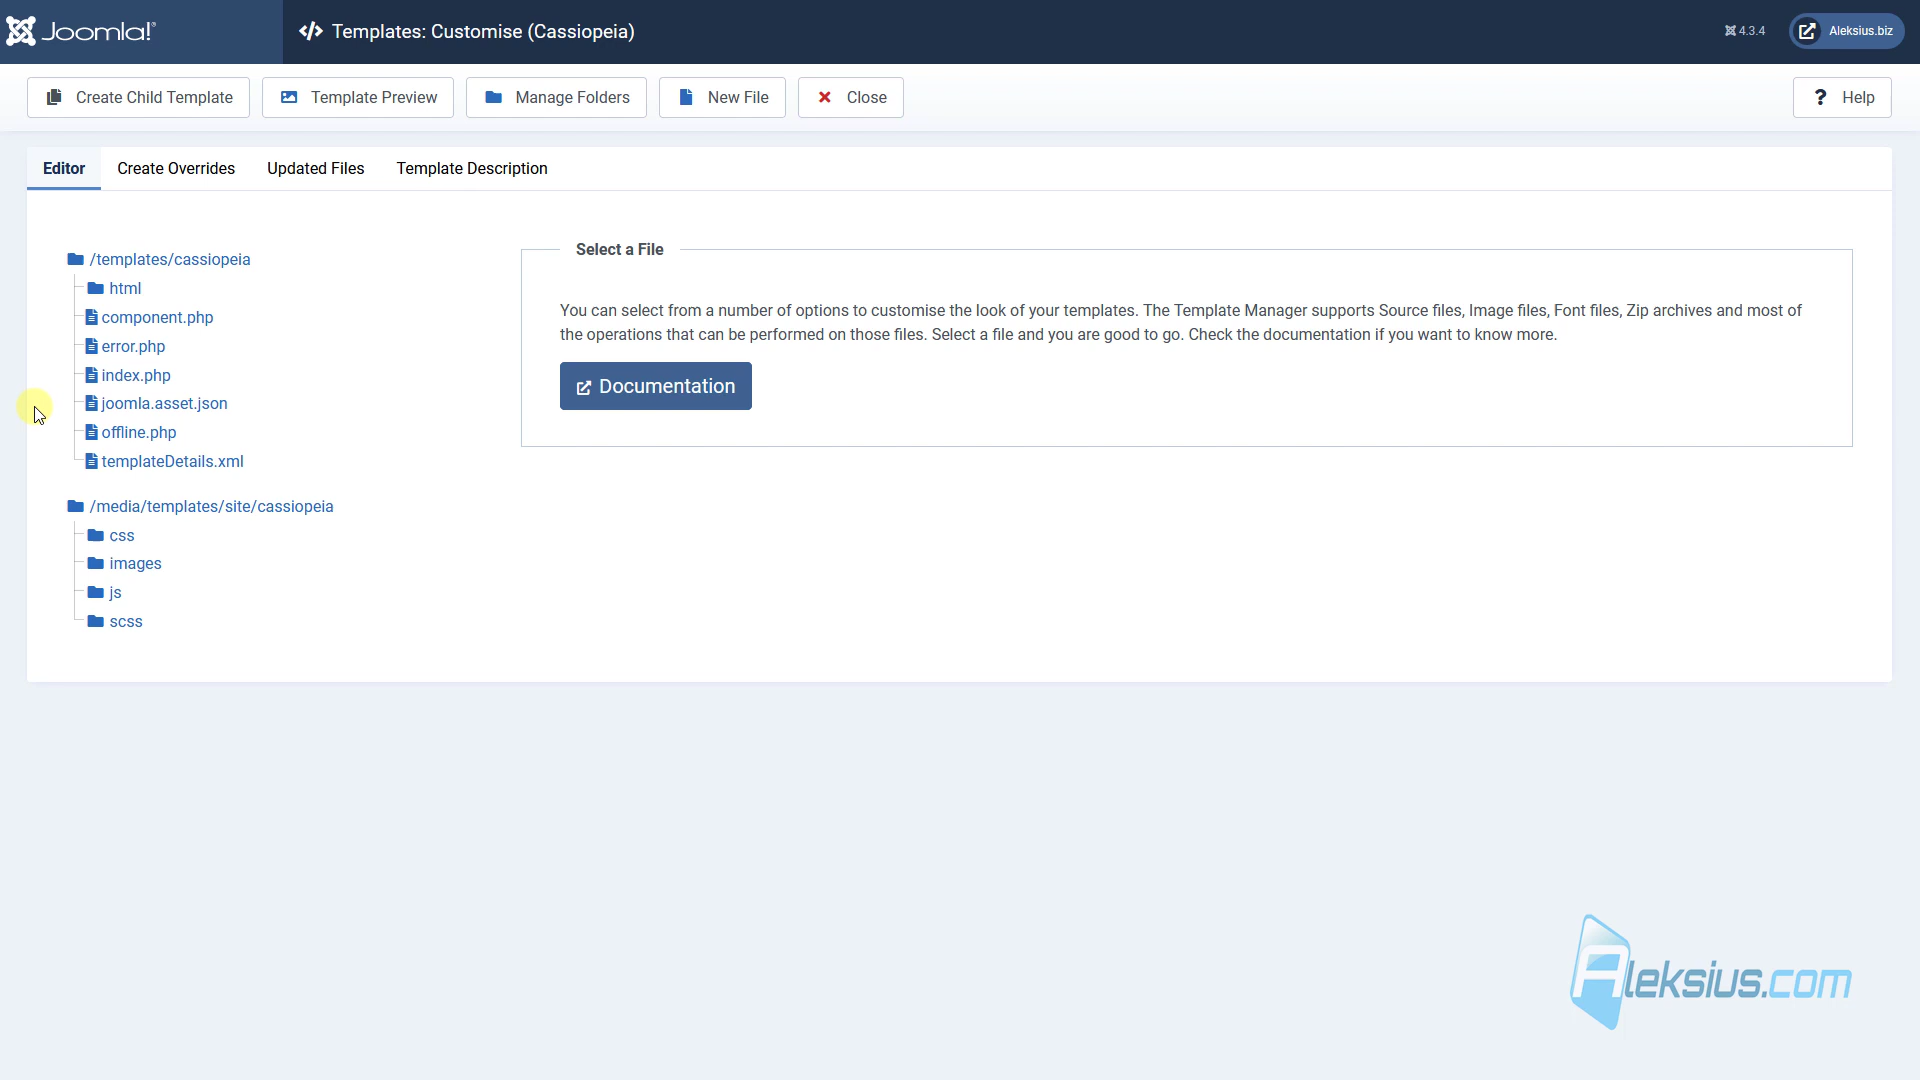 Joomla!
Templates: Customise (Cassiopeia)
4.3.4
Aleksius.biz
Create Child Template
Template Preview
Manage Folders
New File
Close
? Help
Editor
Create Overrides
Updated Files
Template Description
/templates/cassiopeia
html
component.php
error.php
index.php
joomla.asset.json
offline.php
templateDetails.xml
/media/templates/site/cassiopeia
css
images
js
scss
Select a File
You can select from a number of options to customise the look of your templates. The Template Manager supports Source files, Image files, Font files, Zip archives and most of
the operations that can be performed on those files. Select a file and you are good to go. Check the documentation if you want to know more.
Documentation
Aleksius.com